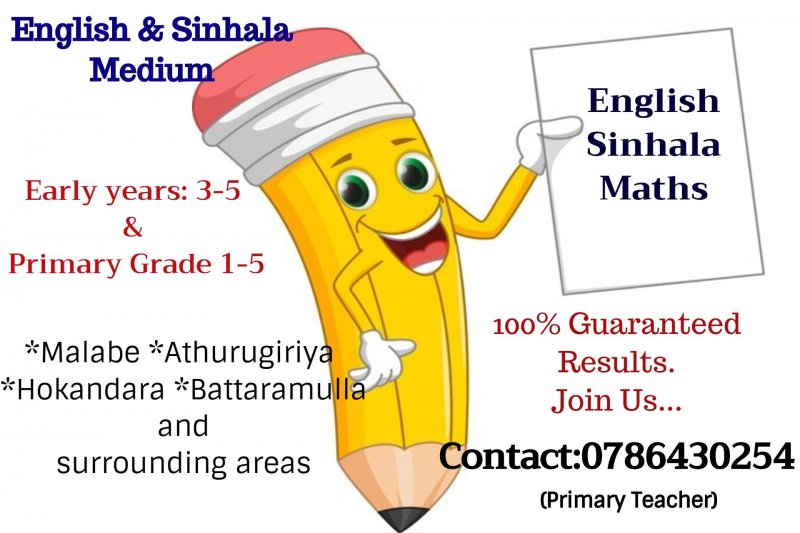 English & Sinhala
Medium
English
Sinhala
Maths
Early years: 3-5
&
Primary Grade 1-5
*Malabe *Athurugiriya
*Hokandara *Battaramulla
and
surrounding areas
100% Guaranteed
Results.
Join Us...
Contact:0786430254
(Primary Teacher)